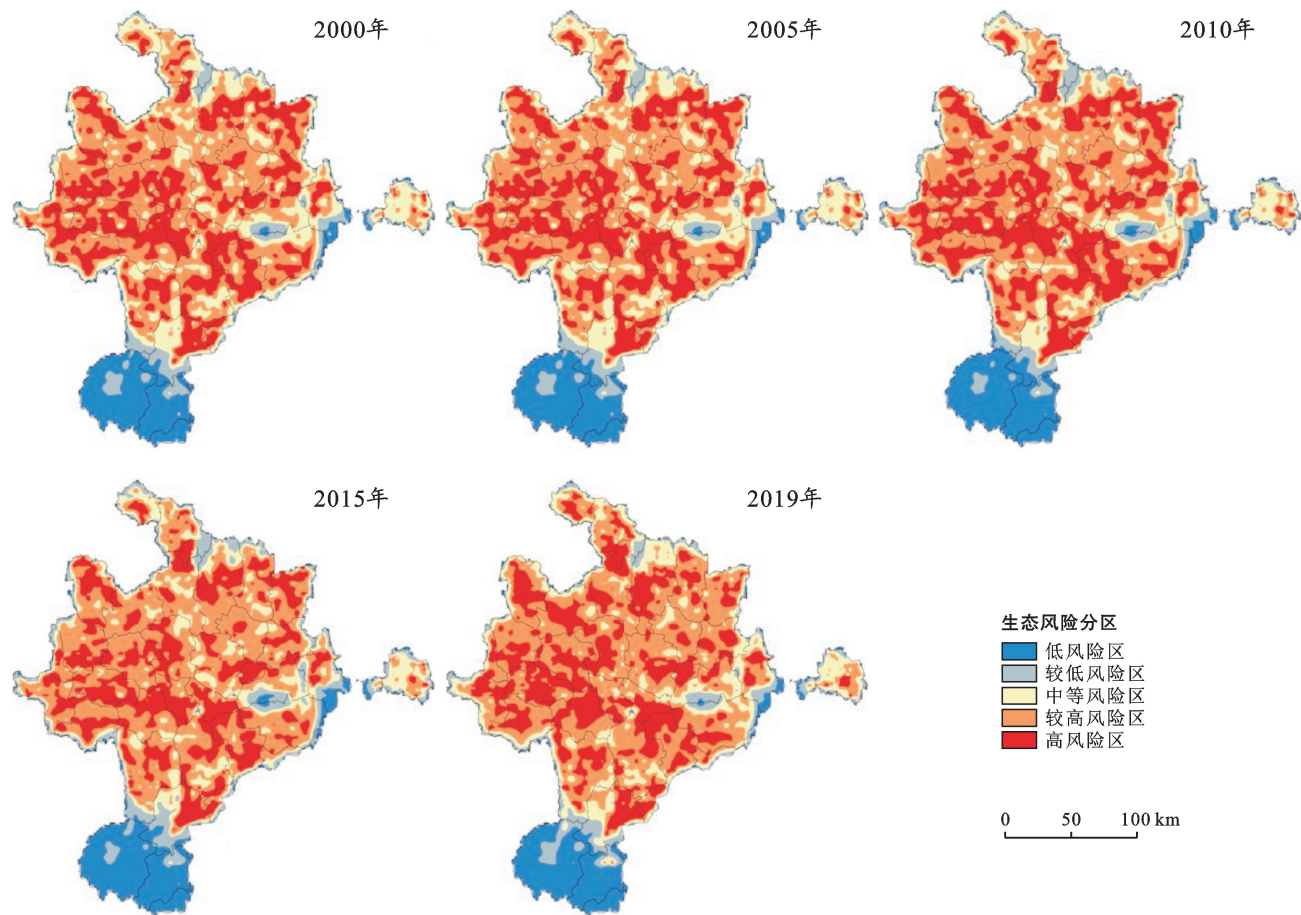 2000年
2005年
2010年
2015年
2019年
生态风险分区
低风险区
较低风险区
中等风险区
较高风险区
高风险区
0 50 100 km